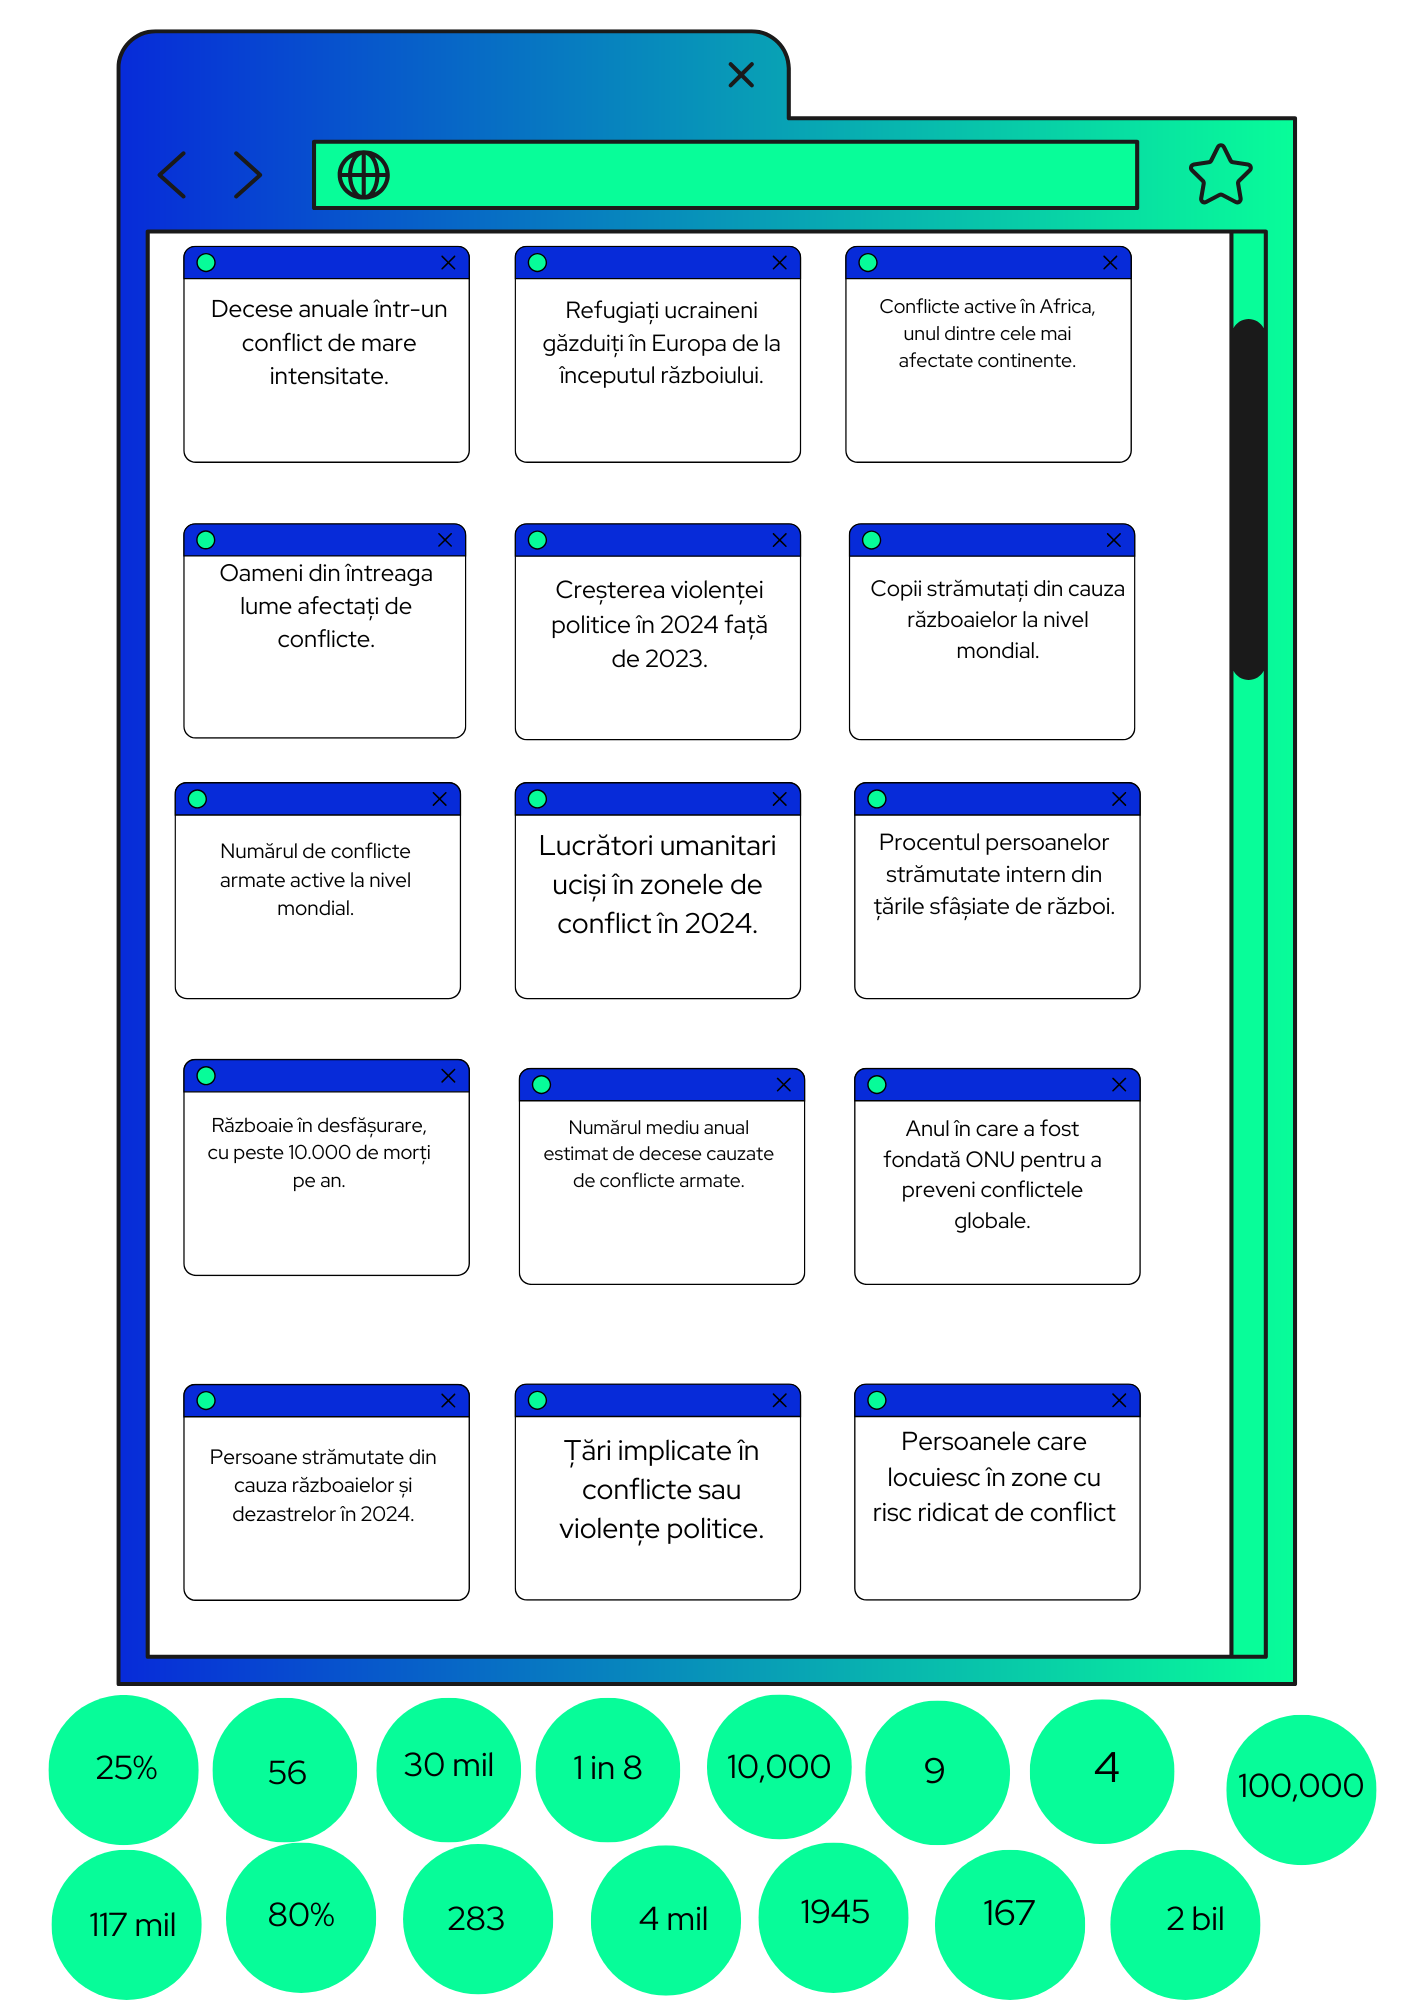 Decese anuale într-un
conflict de mare
intensitate.
Refugiați ucraineni
găzduiți în Europa de la
începutul războiului.
Conflicte active în Africa,
unul dintre cele mai
afectate continente.
Oameni din întreaga
lume afectați de
conflicte.
Creșterea violenței
politice în 2024 față
de 2023.
Copii strămutați din cauza
războaielor la nivel
mondial.
Numărul de conflicte
armate active la nivel
mondial.
Lucrători umanitari
uciși în zonele de
conflict în 2024.
Procentul persoanelor
strămutate intern din
țările sfâșiate de război.
Războaie în desfășurare,
cu peste 10.000 de morți
pe an.
Numărul mediu anual
estimat de decese cauzate
de conflicte armate.
Anul în care a fost
fondată ONU pentru a
preveni conflictele
globale.
Persoane strămutate din
cauza războaielor și
dezastrelor în 2024.
Țări implicate în
conflicte sau
violențe politice.
Persoanele care
locuiesc în zone cu
risc ridicat de conflict
25%
56
30 mil
1 in 8
10,000
9
4
100,000
117 mil
80%
283
4 mil
1945
167
2 bil